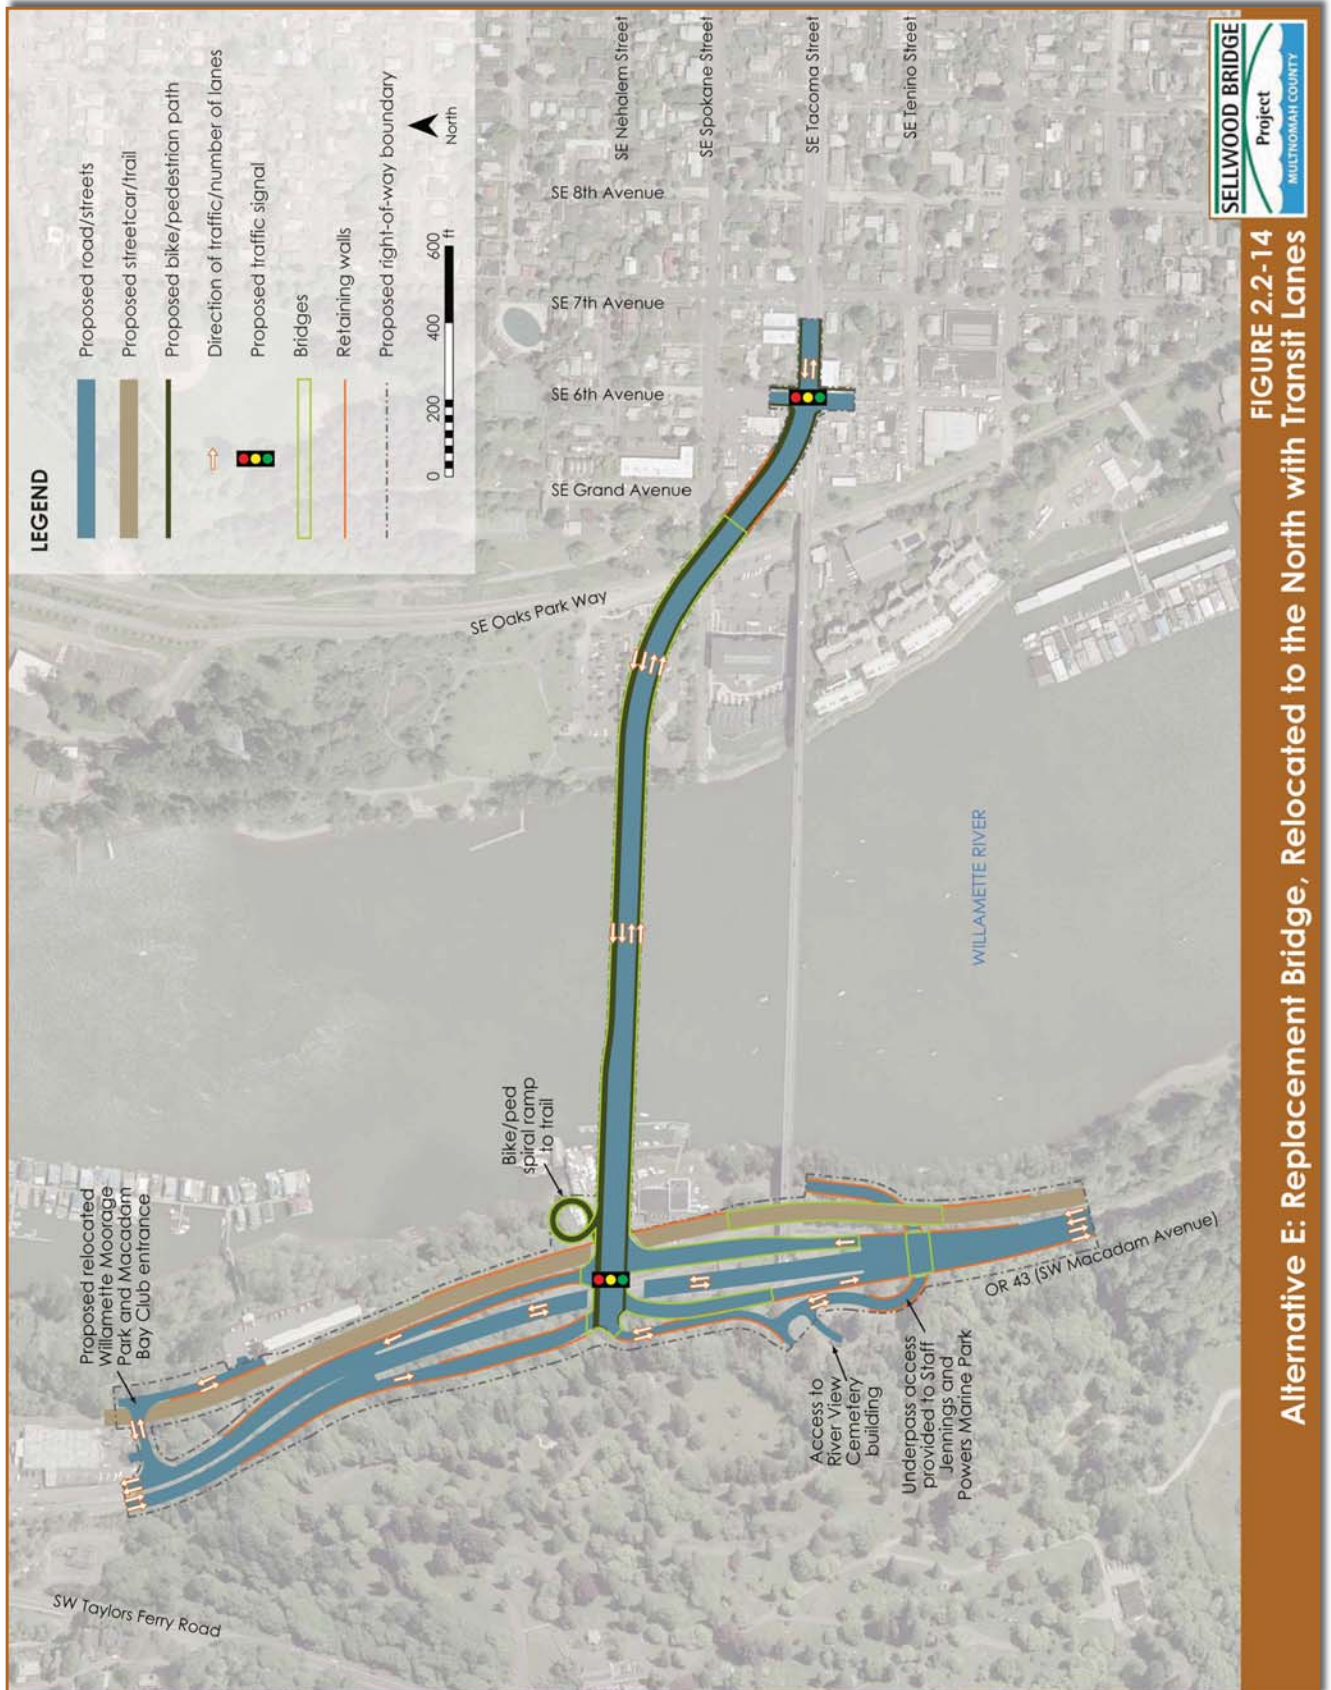 LEGEND
Proposed road/streets
Proposed streetcar/trail
Proposed bike/pedestrian path
Direction of traffic/number of lanes
Proposed traffic signal
Bridges
Retaining walls
Proposed right-of-way boundary
0 200 400 600 ft
North
SW Taylors Ferry Road
Proposed relocated
Willamette Moorage
Park and Macadam
Bay Club entrance
Bike/ped
spiral ramp
to trail
SE Oaks Park Way
SE Grand Avenue
SE 6th Avenue
SE 7th Avenue
SE 8th Avenue
SE Nehalem Street
SE Spokane Street
SE Tacoma Street
SE Tenino Street
Access to
River View
Cemetery
building
Underpass access
provided to Staff
Jennings and
Powers Marine Park
OR 43 (SW Macadam Avenue)
WILLAMETTE RIVER
SELLWOOD BRIDGE
Project
MULTNOMAH COUNTY
FIGURE 2.2-14
Alternative E: Replacement Bridge, Relocated to the North with Transit Lanes